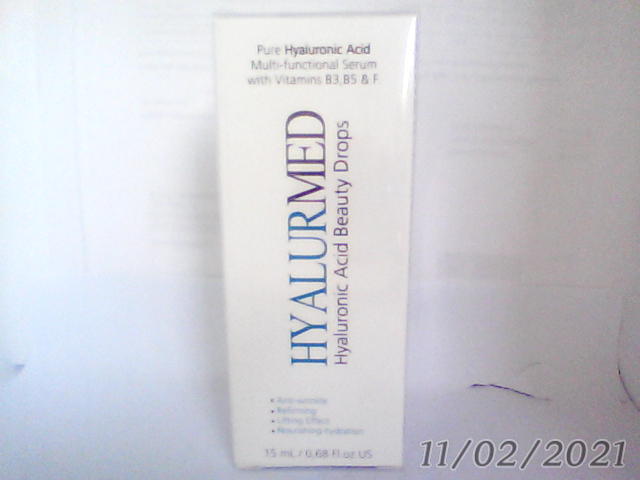 Pure Hyaluronic Acid
Multi-functional Serum
with Vitamins B3,B5 & F
HYALURMED
Hyaluronic Acid Beauty Drops
• Anti-wrinkle
• Refirming
• Lifting Effect
• Nourishing-hydration
15 mL / 0.68 Fl.oz US
11/02/2021